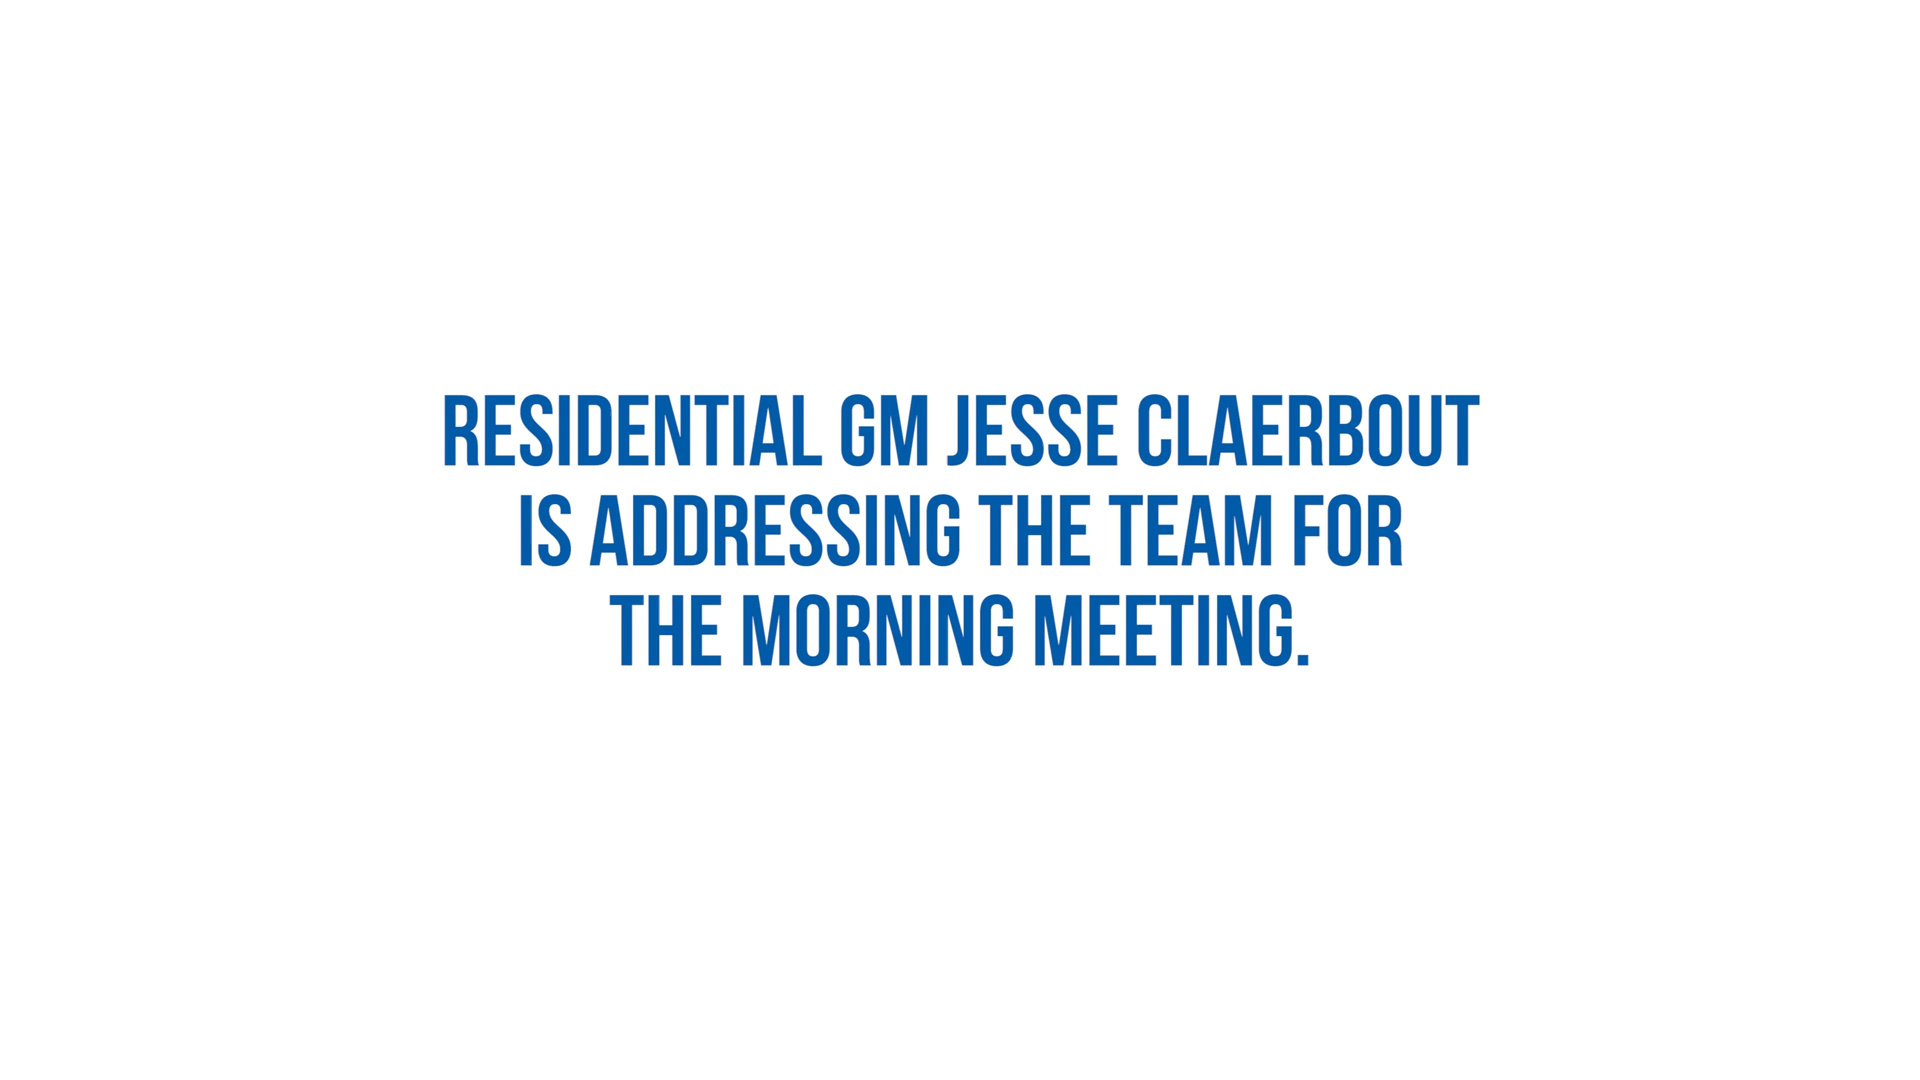 RESIDENTIAL GM JESSE CLAERBOUT
IS ADDRESSING THE TEAM FOR
THE MORNING MEETING.